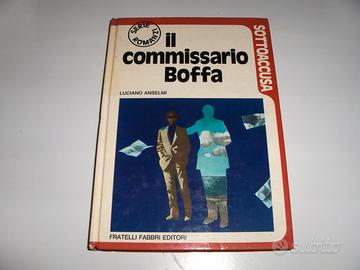 SERIE
ROMANZI
il
commissario
Boffa
LUCIANO ANSELMI
SOTTOACCUSA
FRATELLI FABBRI EDITORI
subito